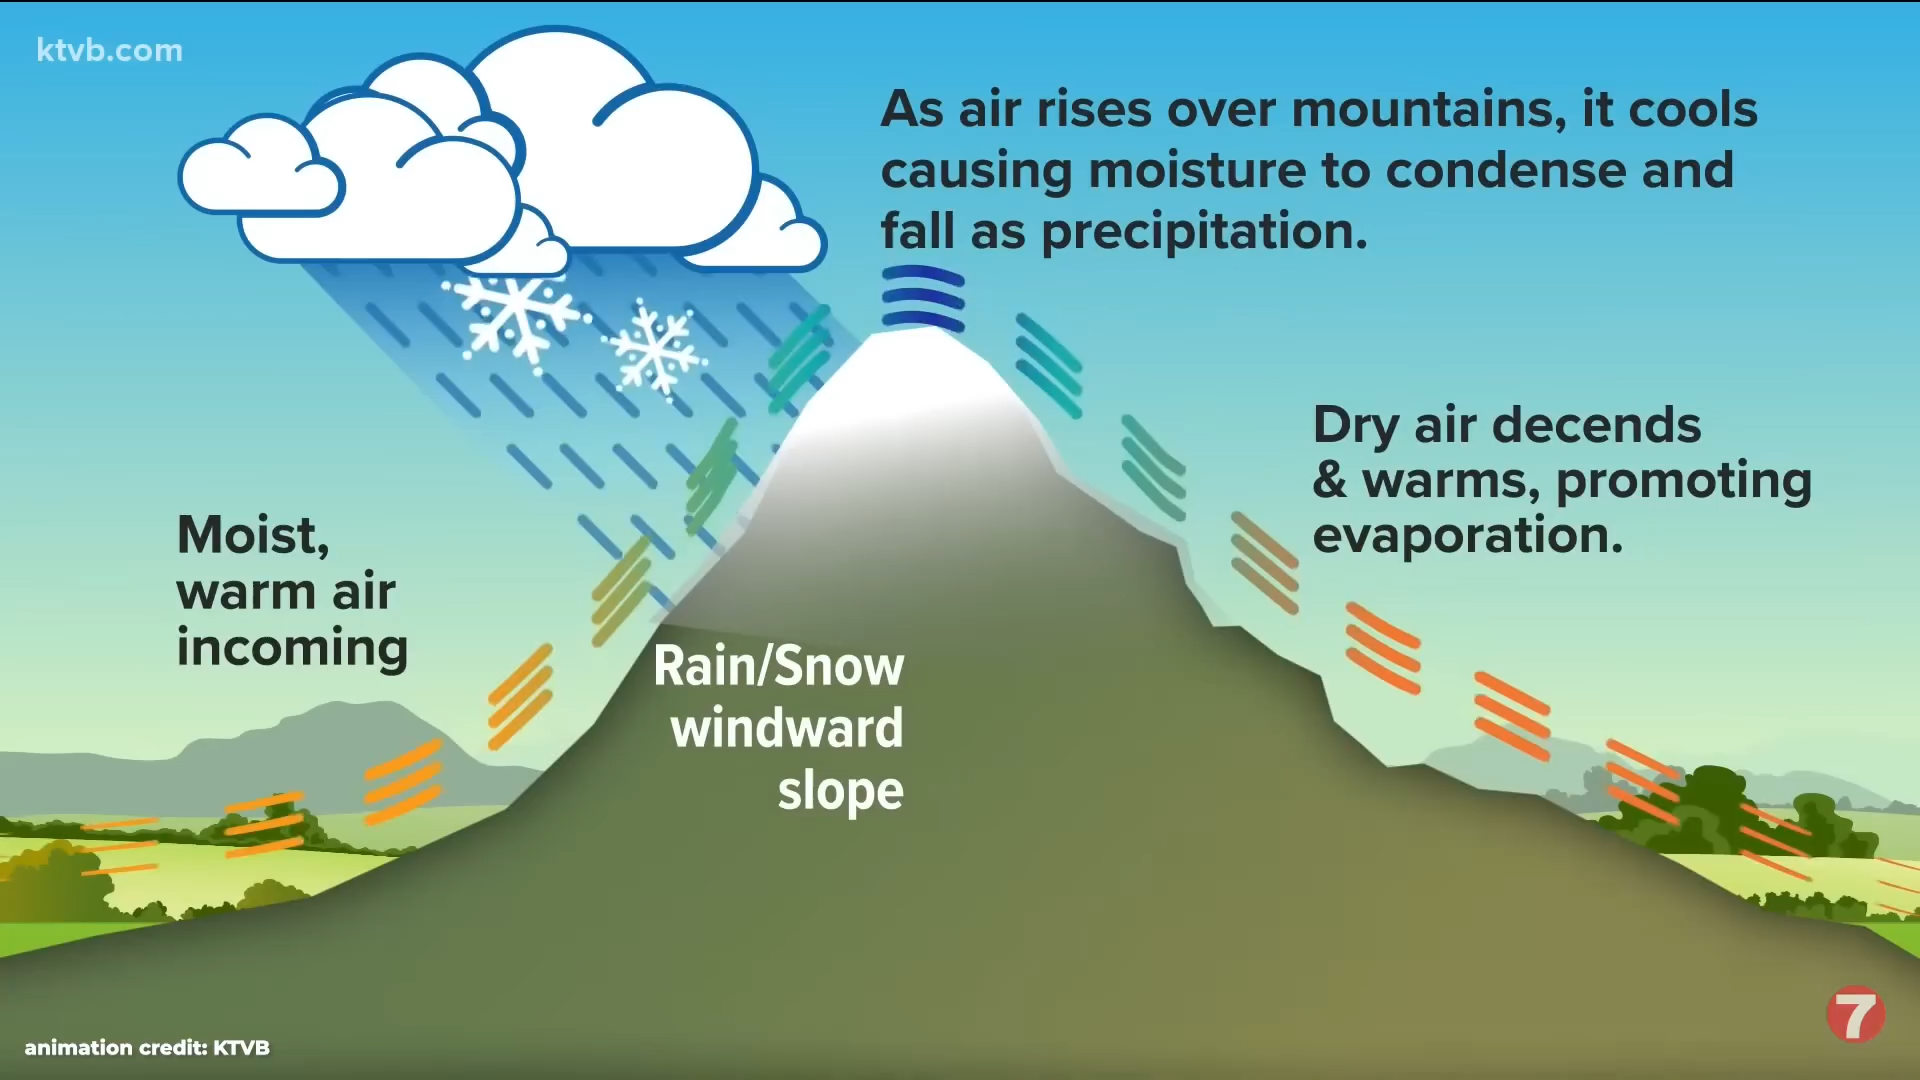 ktvb.com
As air rises over mountains, it cools
causing moisture to condense and
fall as precipitation.
Dry air decends
& warms, promoting
evaporation.
Moist,
warm air
incoming
Rain/Snow
windward
slope
7
animation credit: KTVB